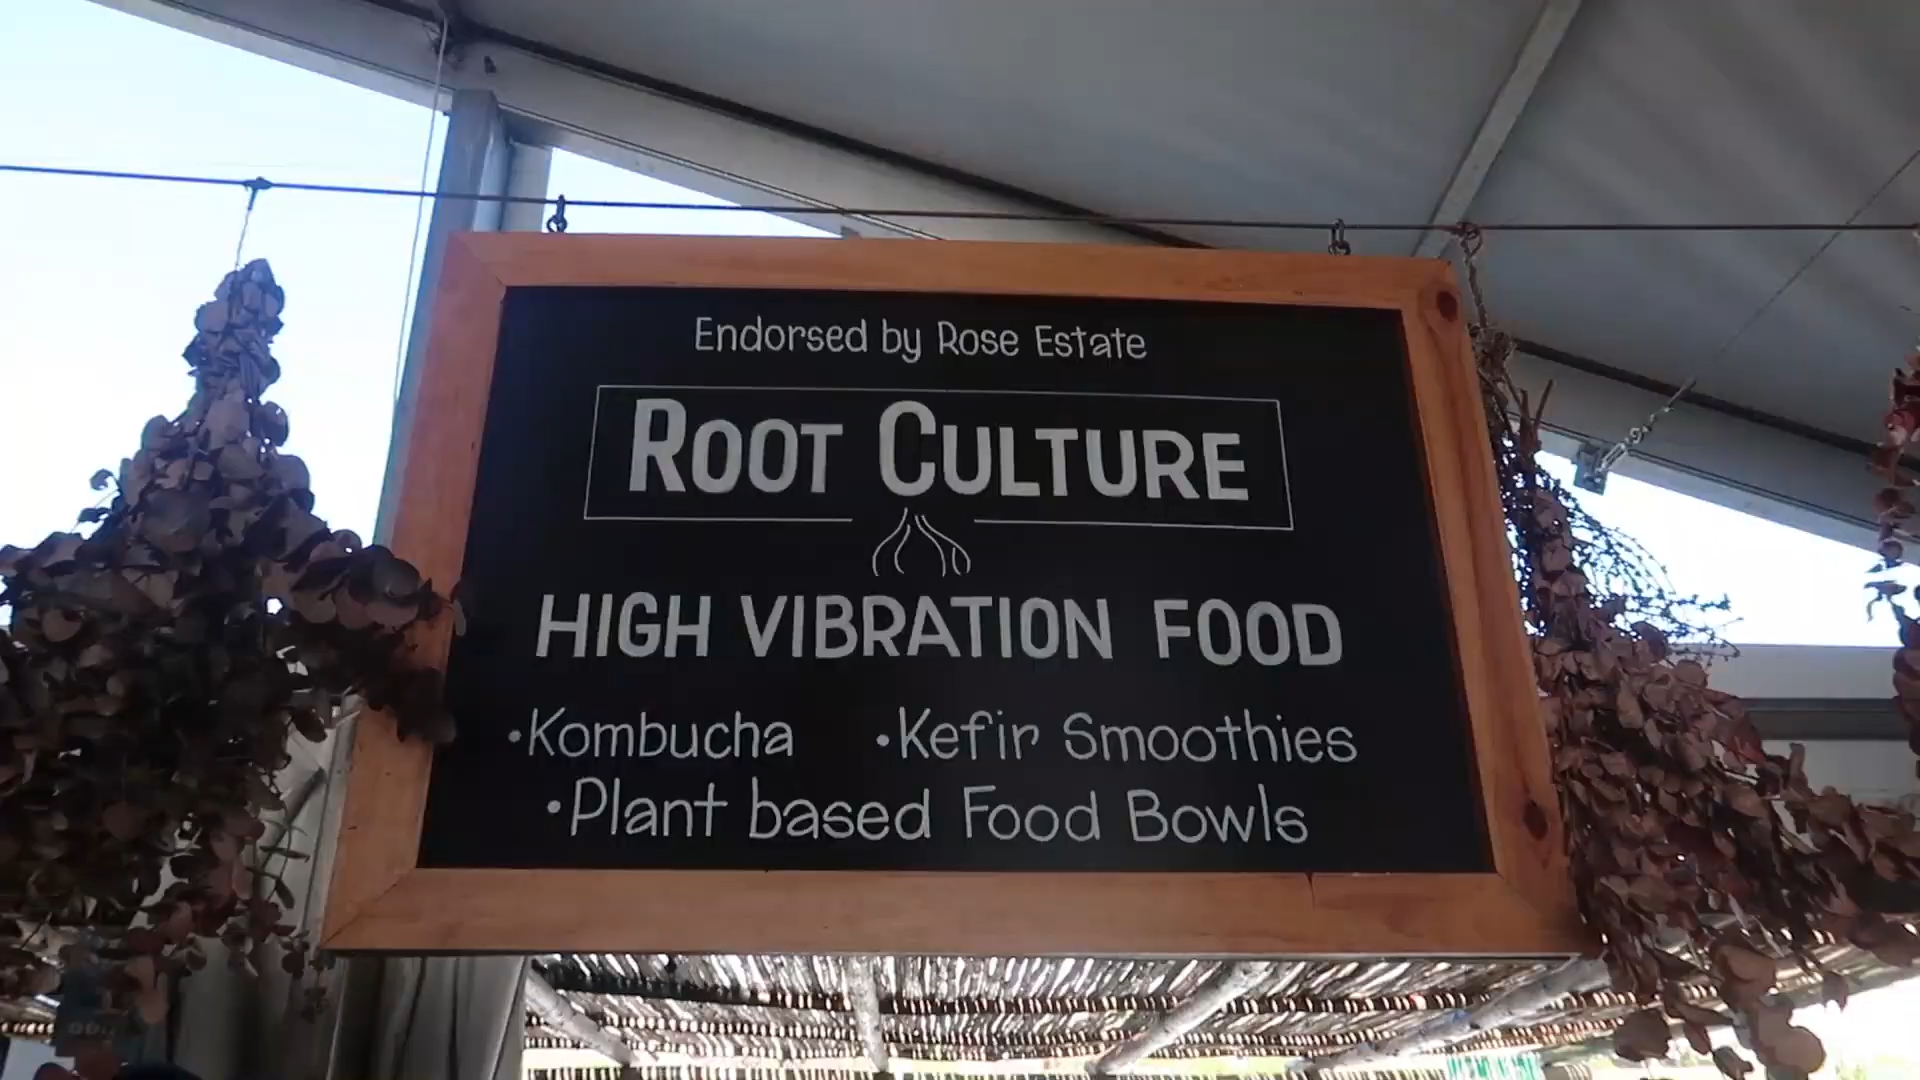 Endorsed by Rose Estate
ROOT CULTURE
HIGH VIBRATION FOOD
•Kombucha •Kefir Smoothies
•Plant based Food Bowls